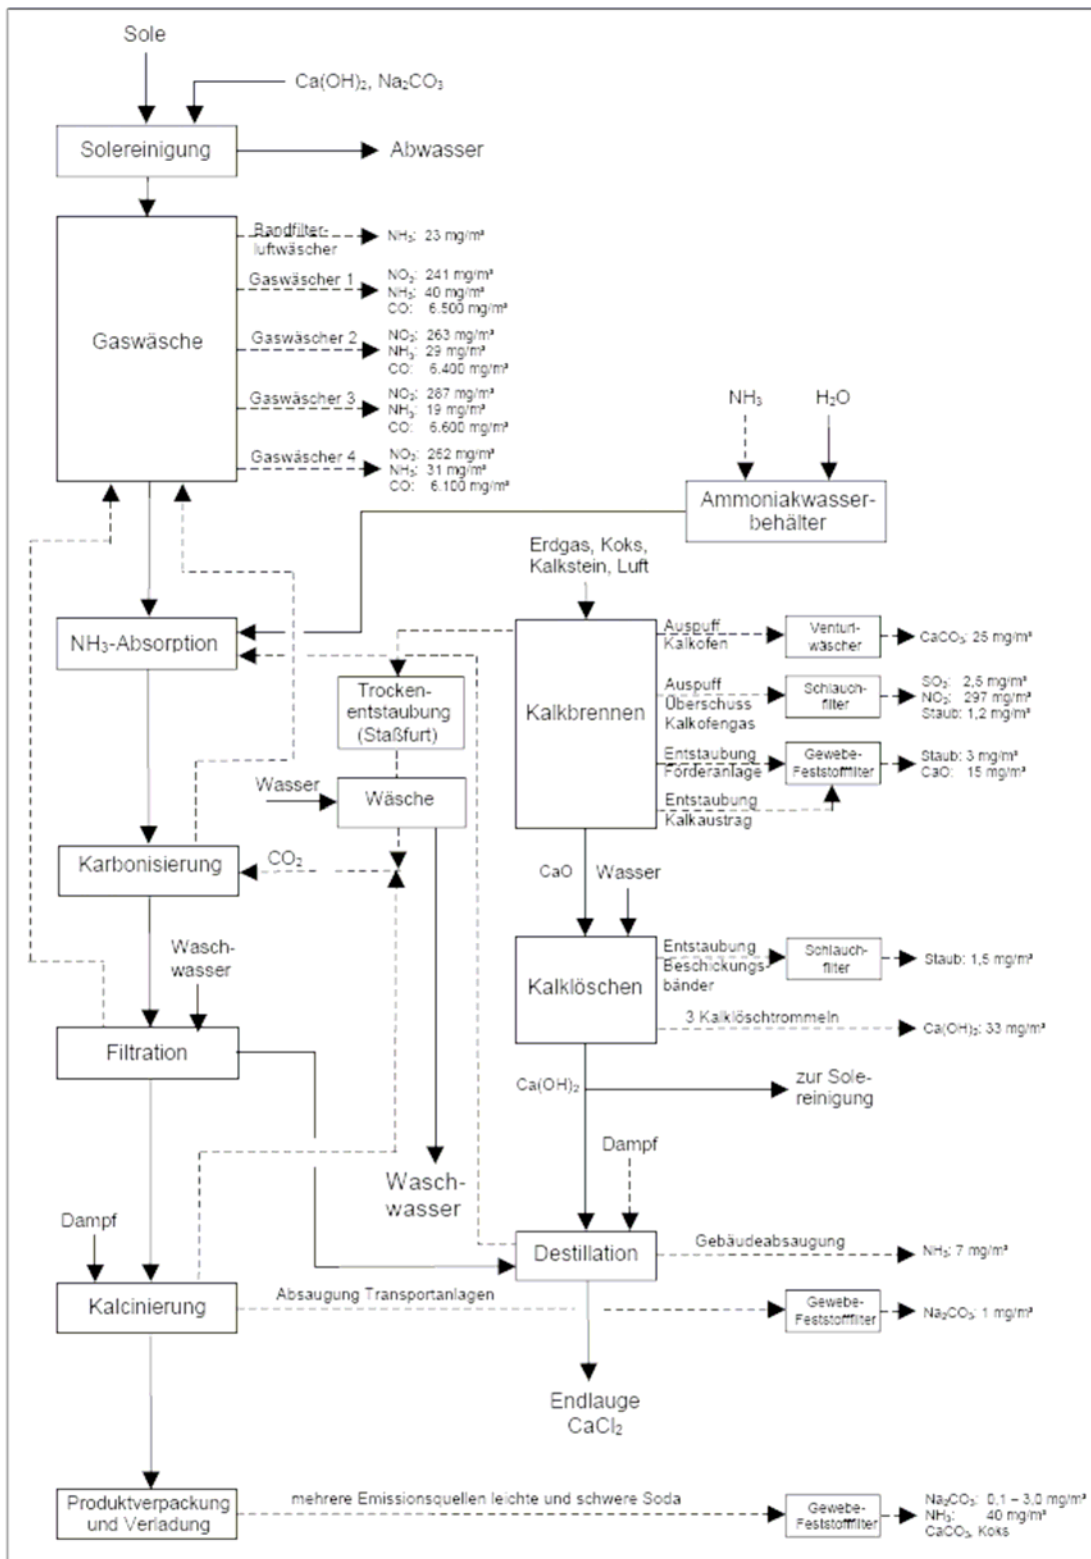 Sole
Ca(OH)₂, Na₂CO₃
Solereinigung
Abwasser
Bandfilter-
luftwäscher
NH₃: 23 mg/m³
Gaswäscher 1
NO₂: 241 mg/m³
NH₃: 40 mg/m³
CO: 6.500 mg/m³
Gaswäsche
Gaswäscher 2
NO₂: 263 mg/m³
NH₃: 29 mg/m³
CO: 6.400 mg/m³
Gaswäscher 3
NO₂: 287 mg/m³
NH₃: 19 mg/m³
CO: 6.600 mg/m³
Gaswäscher 4
NO₂: 252 mg/m³
NH₃: 31 mg/m³
CO: 6.100 mg/m³
NH₃
H₂O
Ammoniakwasser-
behälter
Erdgas, Koks,
Kalkstein, Luft
NH₃-Absorption
Trocken-
entstaubung
(Staßfurt)
Kalkbrennen
Auspuff
Kalkofen
Venturi-
wäscher
CaCO₃: 25 mg/m³
Auspuff
Überschuss
Kalkofengas
Schlauch-
filter
SO₂: 2,5 mg/m³
NO₂: 297 mg/m³
Staub: 1,2 mg/m³
Entstaubung
Förderanlage
Gewebe-
Feststofffilter
Staub: 3 mg/m³
CaO: 15 mg/m³
Entstaubung
Kalkaustrag
Wasser
Wäsche
Karbonisierung
CO₂
CaO
Wasser
Wasch-
wasser
Kalklöschen
Entstaubung
Beschickungs-
bänder
Schlauch-
filter
Staub: 1,5 mg/m³
3 Kalklöschtrommeln
Ca(OH)₂: 33 mg/m³
Filtration
Ca(OH)₂
zur Sole-
reinigung
Wasch-
wasser
Dampf
Dampf
Destillation
Gebäudeabsaugung
NH₃: 7 mg/m³
Kalcinierung
Absaugung Transportanlagen
Gewebe-
Feststofffilter
Na₂CO₃: 1 mg/m³
Endlauge
CaCl₂
Produktverpackung
und Verladung
mehrere Emissionsquellen leichte und schwere Soda
Gewebe-
Feststofffilter
Na₂CO₃: 0,1 – 3,0 mg/m³
NH₃: 40 mg/m³
CaCO₃, Koks